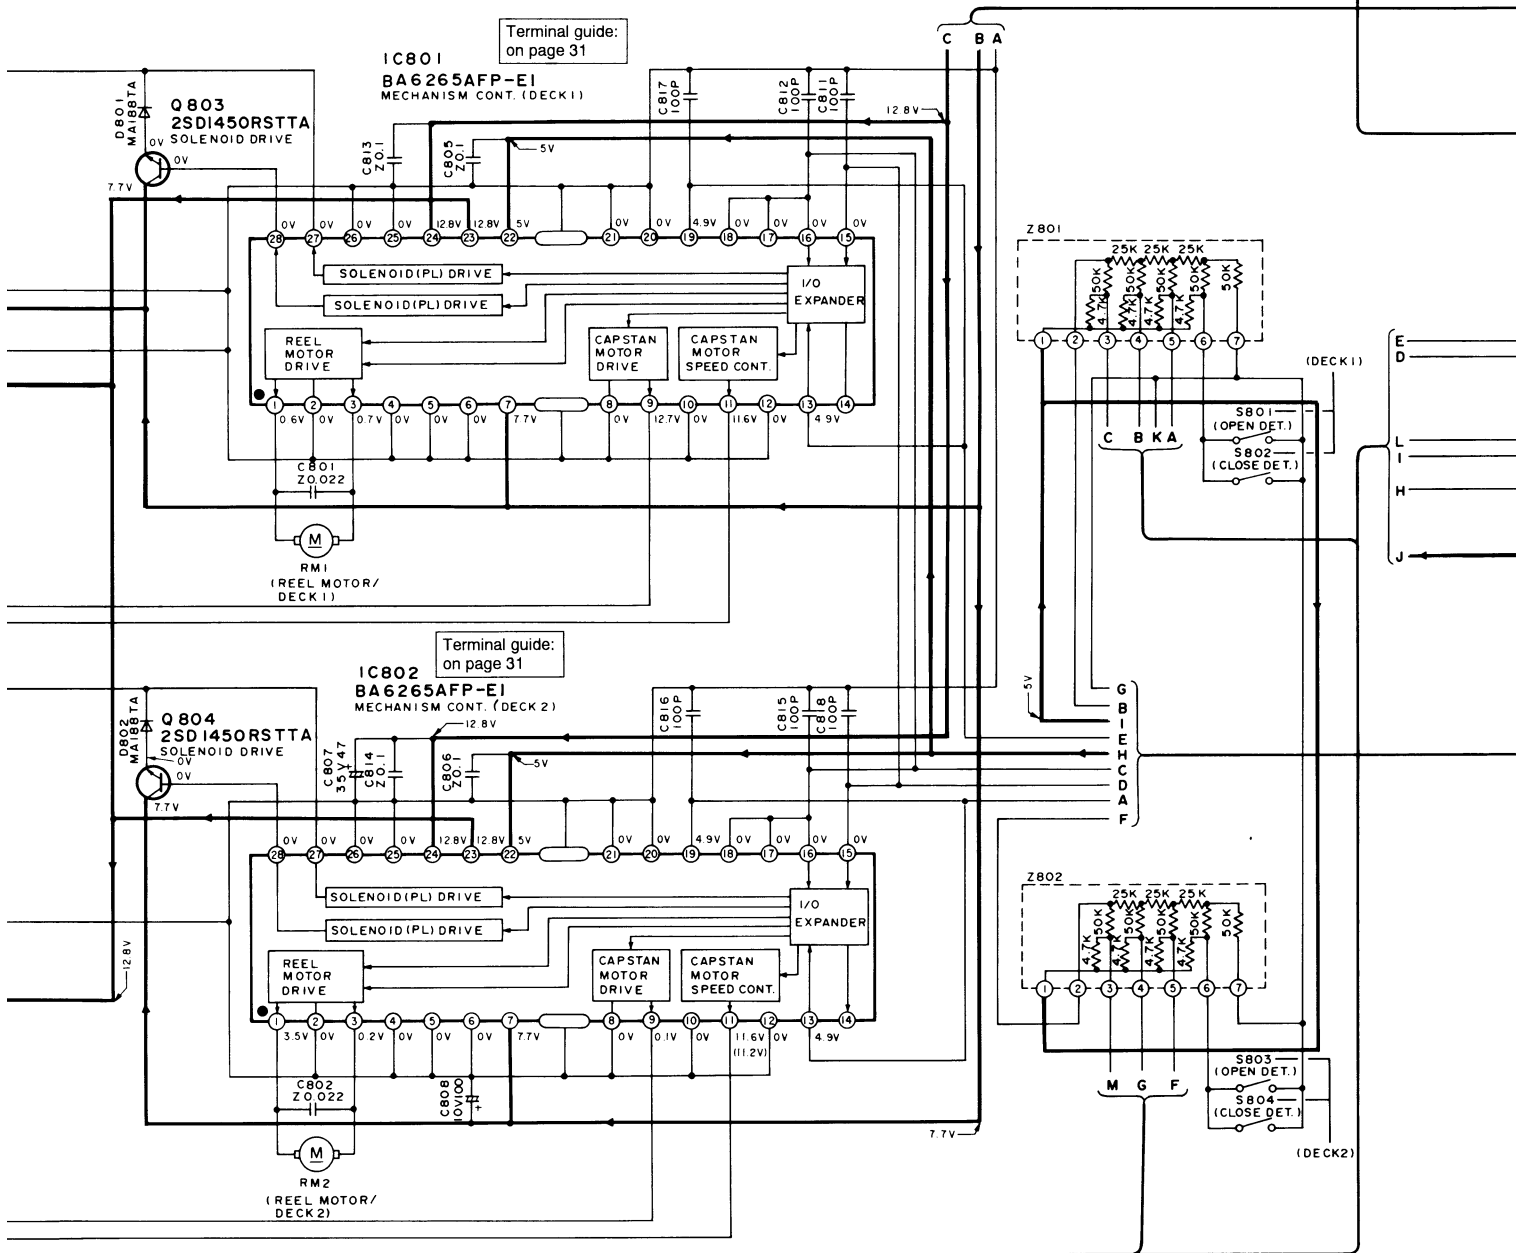 Terminal guide:
on page 31
C B A
IC801
BA6265AFP-E1
MECHANISM CONT. (DECK1)
D801
MA188TA
Q803
2SD1450RSTTA
SOLENOID DRIVE
0V
0V
7.7V
C813
Z0.1
C805
Z0.1
C817
100P
C812
100P
C811
100P
12.8V
5V
0V 0V 0V 0V 12.8V 12.8V 5V 0V 0V 4.9V 0V 0V 0V 0V
28 27 26 25 24 23 22 21 20 19 18 17 16 15
SOLENOID(PL) DRIVE
SOLENOID(PL) DRIVE
I/O
EXPANDER
REEL
MOTOR
DRIVE
CAPSTAN
MOTOR
DRIVE
CAPSTAN
MOTOR
SPEED CONT.
1 2 3 4 5 6 7 8 9 10 11 12 13 14
0.6V 0V 0.7V 0V 0V 0V 7.7V 0V 12.7V 0V 11.6V 0V 4.9V
C801
Z0.022
M
RM1
(REEL MOTOR/
DECK1)
Z801
25K 25K 25K
50K 50K 50K 50K
4.7K 4.7K 4.7K 4.7K
1 2 3 4 5 6 7
(DECK1)
C B K A
S801
(OPEN DET.)
S802
(CLOSE DET.)
E
D
L
I
H
J
Terminal guide:
on page 31
IC802
BA6265AFP-E1
MECHANISM CONT. (DECK2)
D802
MA188TA
Q804
2SD1450RSTTA
SOLENOID DRIVE
0V
0V
7.7V
C807
35V47
C814
Z0.1
C806
Z0.1
C816
100P
C815
100P
C818
100P
12.8V
5V
5V
G
B
I
E
H
C
D
A
F
0V 0V 0V 0V 12.8V 12.8V 5V 0V 0V 4.9V 0V 0V 0V 0V
28 27 26 25 24 23 22 21 20 19 18 17 16 15
SOLENOID(PL) DRIVE
SOLENOID(PL) DRIVE
I/O
EXPANDER
REEL
MOTOR
DRIVE
CAPSTAN
MOTOR
DRIVE
CAPSTAN
MOTOR
SPEED CONT.
12.8V
1 2 3 4 5 6 7 8 9 10 11 12 13 14
3.5V 0V 0.2V 0V 0V 0V 7.7V 0V 0.1V 0V 11.6V 0V 4.9V
(11.2V)
C802
Z0.022
C808
10V100
+
7.7V
M
RM2
(REEL MOTOR/
DECK2)
Z802
25K 25K 25K
50K 50K 50K 50K
4.7K 4.7K 4.7K 4.7K
1 2 3 4 5 6 7
M G F
S803
(OPEN DET.)
S804
(CLOSE DET.)
(DECK2)